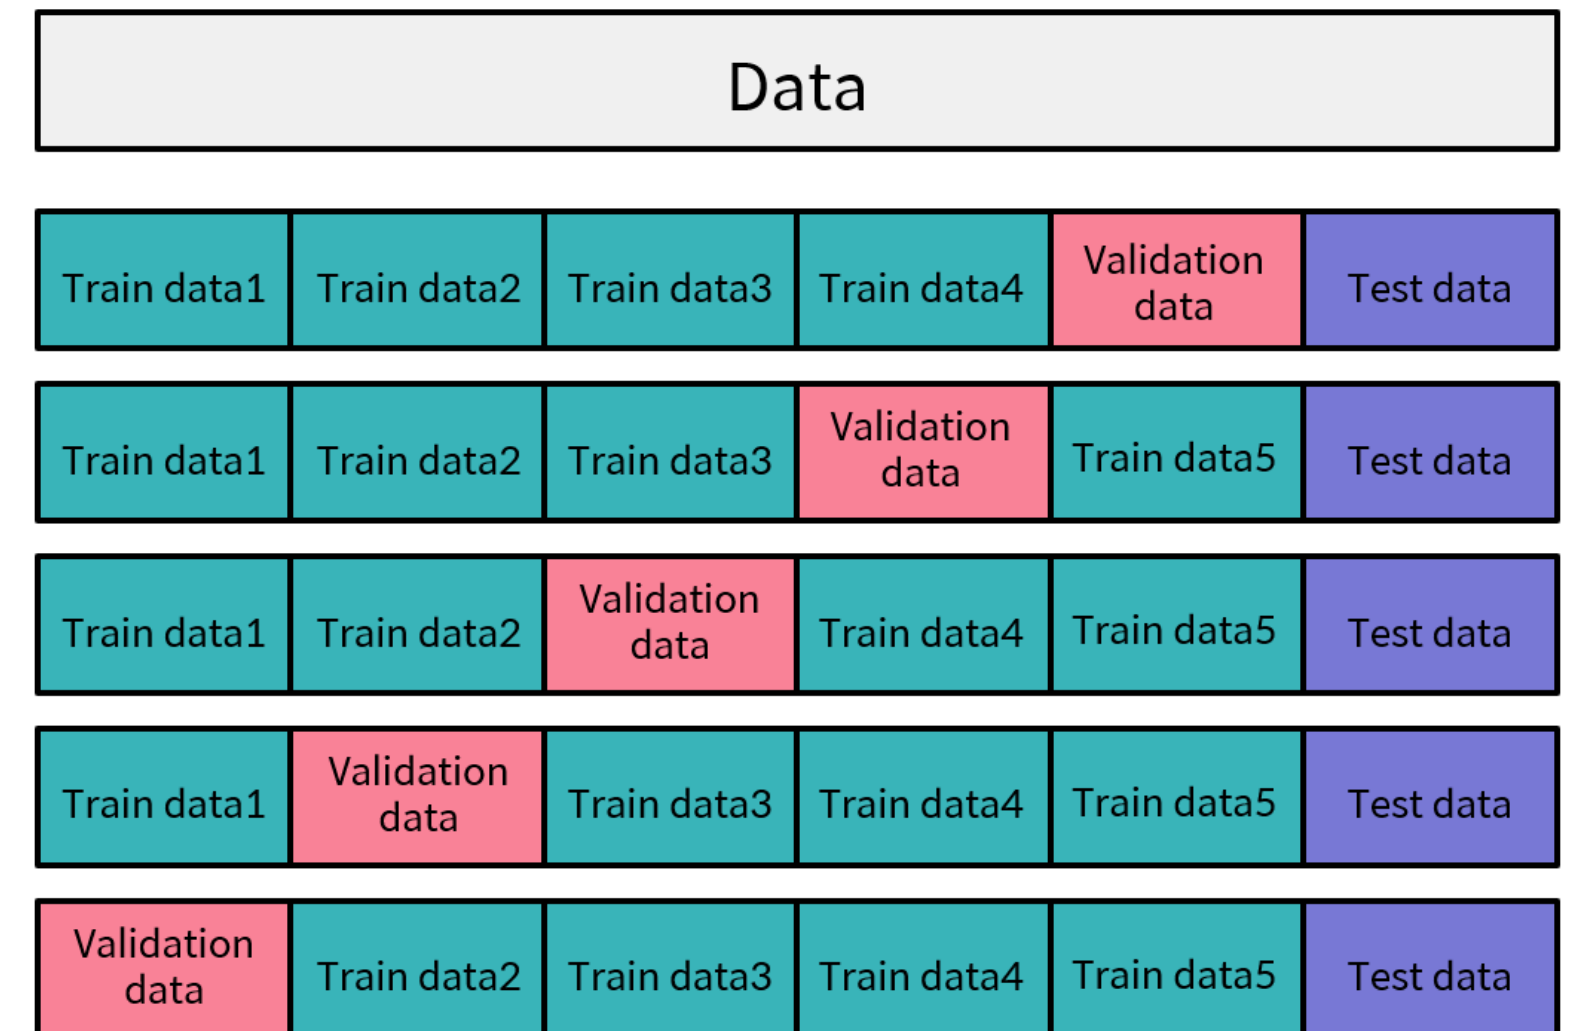 Data
Train data1 Train data2 Train data3 Train data4 Validation data Test data
Train data1 Train data2 Train data3 Validation data Train data5 Test data
Train data1 Train data2 Validation data Train data4 Train data5 Test data
Train data1 Validation data Train data3 Train data4 Train data5 Test data
Validation data Train data2 Train data3 Train data4 Train data5 Test data